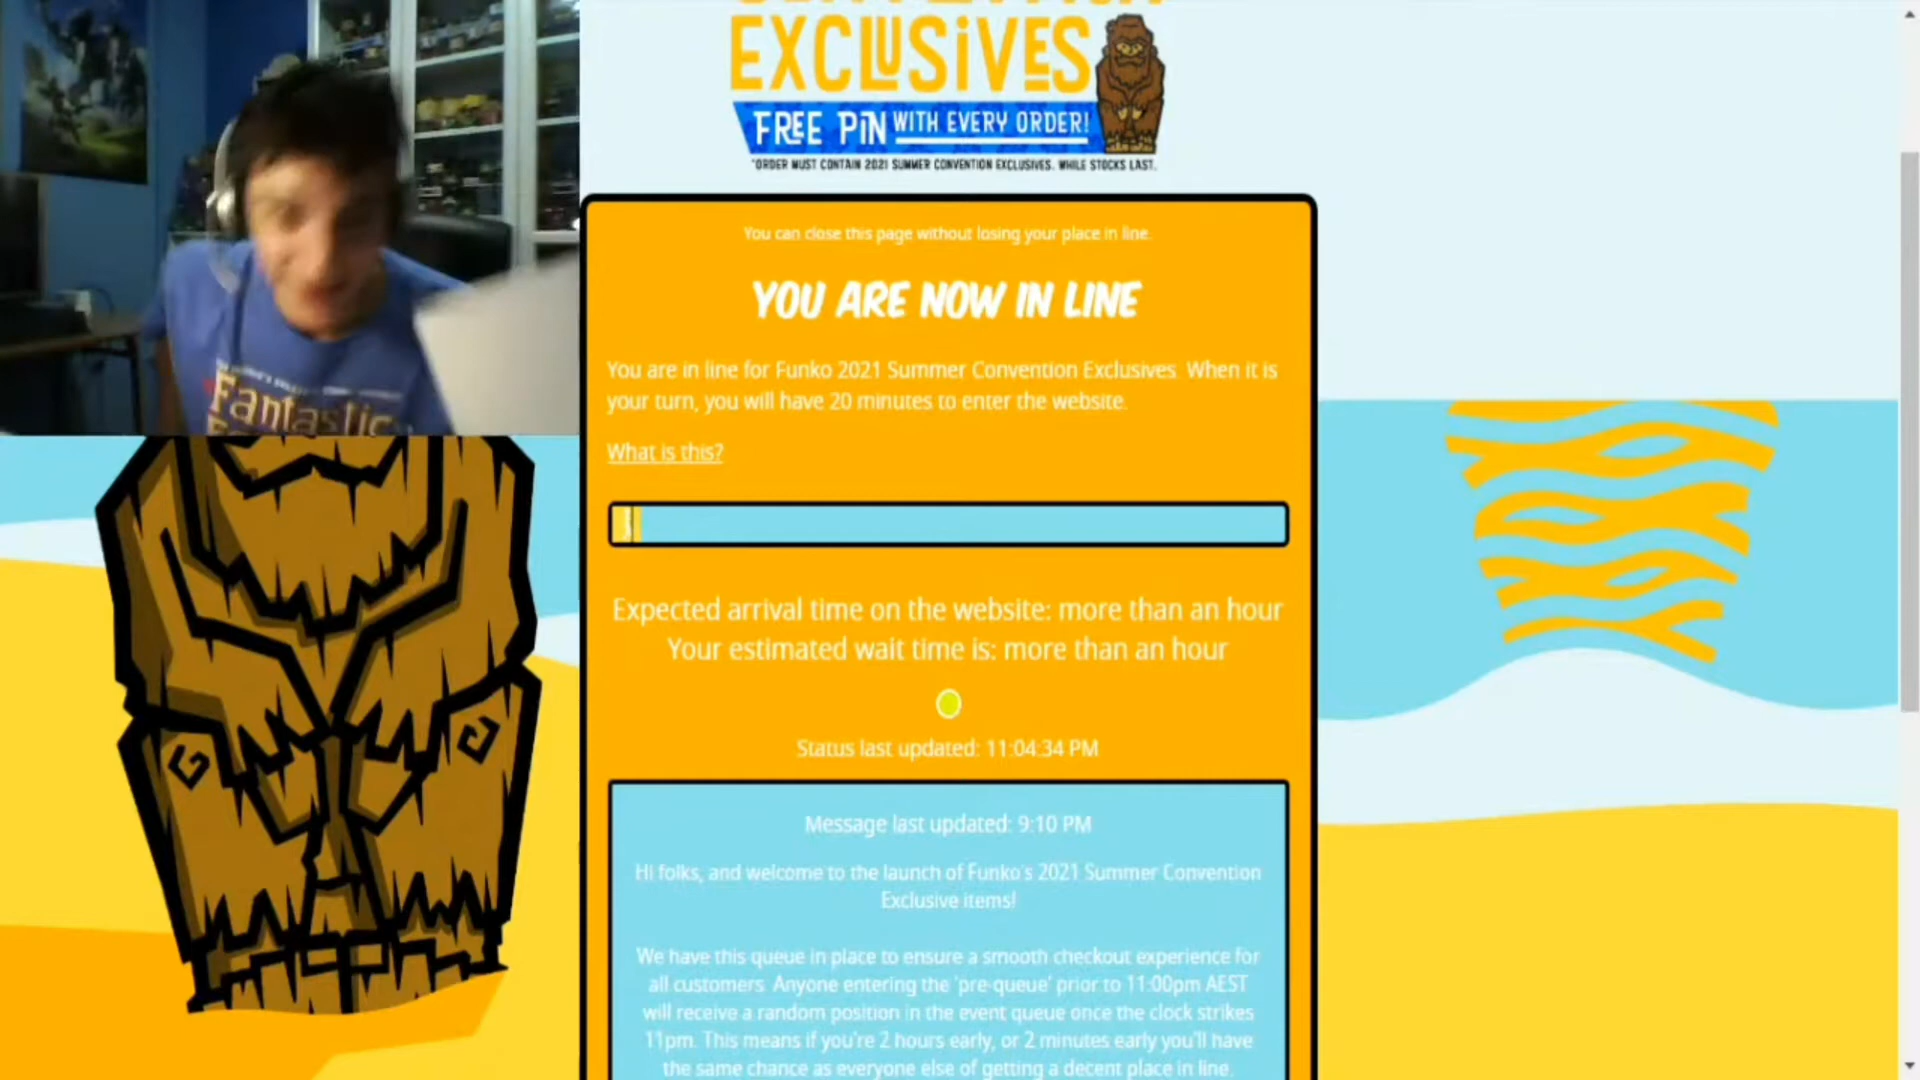 EXCLUSIVES
FREE PIN WITH EVERY ORDER!
*ORDER MUST CONTAIN 2021 SUMMER CONVENTION EXCLUSIVES. WHILE STOCKS LAST.
You can close this page without losing your place in line.
YOU ARE NOW IN LINE
You are in line for Funko 2021 Summer Convention Exclusives. When it is
your turn, you will have 20 minutes to enter the website.
What is this?
Expected arrival time on the website: more than an hour
Your estimated wait time is: more than an hour
Status last updated: 11:04:34 PM
Message last updated: 9:10 PM
Hi folks, and welcome to the launch of Funko's 2021 Summer Convention
Exclusive items!
We have this queue in place to ensure a smooth checkout experience for
all customers. Anyone entering the 'pre-queue' prior to 11:00pm AEST
will receive a random position in the event queue once the clock strikes
11pm. This means if you're 2 hours early, or 2 minutes early you'll have
the same chance as everyone else of getting a decent place in line.
Fantastic